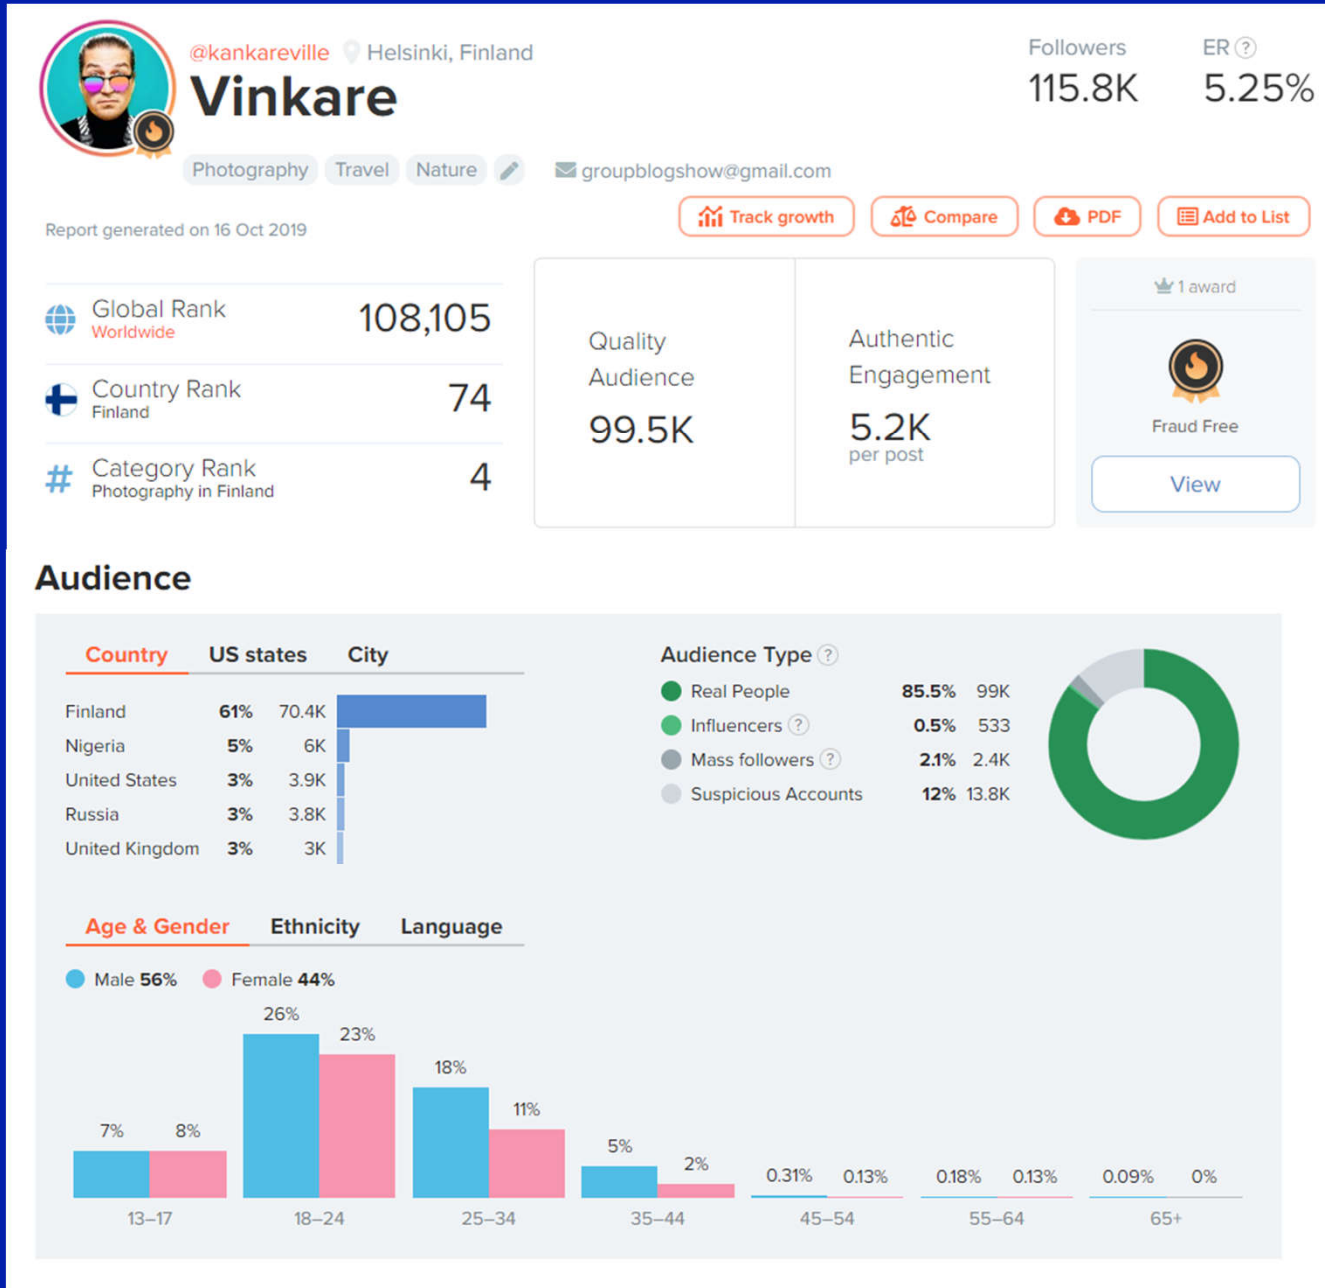 @kankareville Helsinki, Finland
Vinkare
Followers ER ?
115.8K 5.25%
Photography Travel Nature groupblogshow@gmail.com
Report generated on 16 Oct 2019
Track growth Compare PDF Add to List
Global Rank
Worldwide
108,105
Country Rank
Finland
74
# Category Rank
Photography in Finland
4
Quality
Audience
99.5K
Authentic
Engagement
5.2K
per post
1 award
Fraud Free
View
Audience
Country US states City
Finland 61% 70.4K
Nigeria 5% 6K
United States 3% 3.9K
Russia 3% 3.8K
United Kingdom 3% 3K
Audience Type ?
Real People 85.5% 99K
Influencers ? 0.5% 533
Mass followers ? 2.1% 2.4K
Suspicious Accounts 12% 13.8K
Age & Gender Ethnicity Language
Male 56% Female 44%
7% 8% 26% 23% 18% 11% 5% 2% 0.31% 0.13% 0.18% 0.13% 0.09% 0%
13–17 18–24 25–34 35–44 45–54 55–64 65+